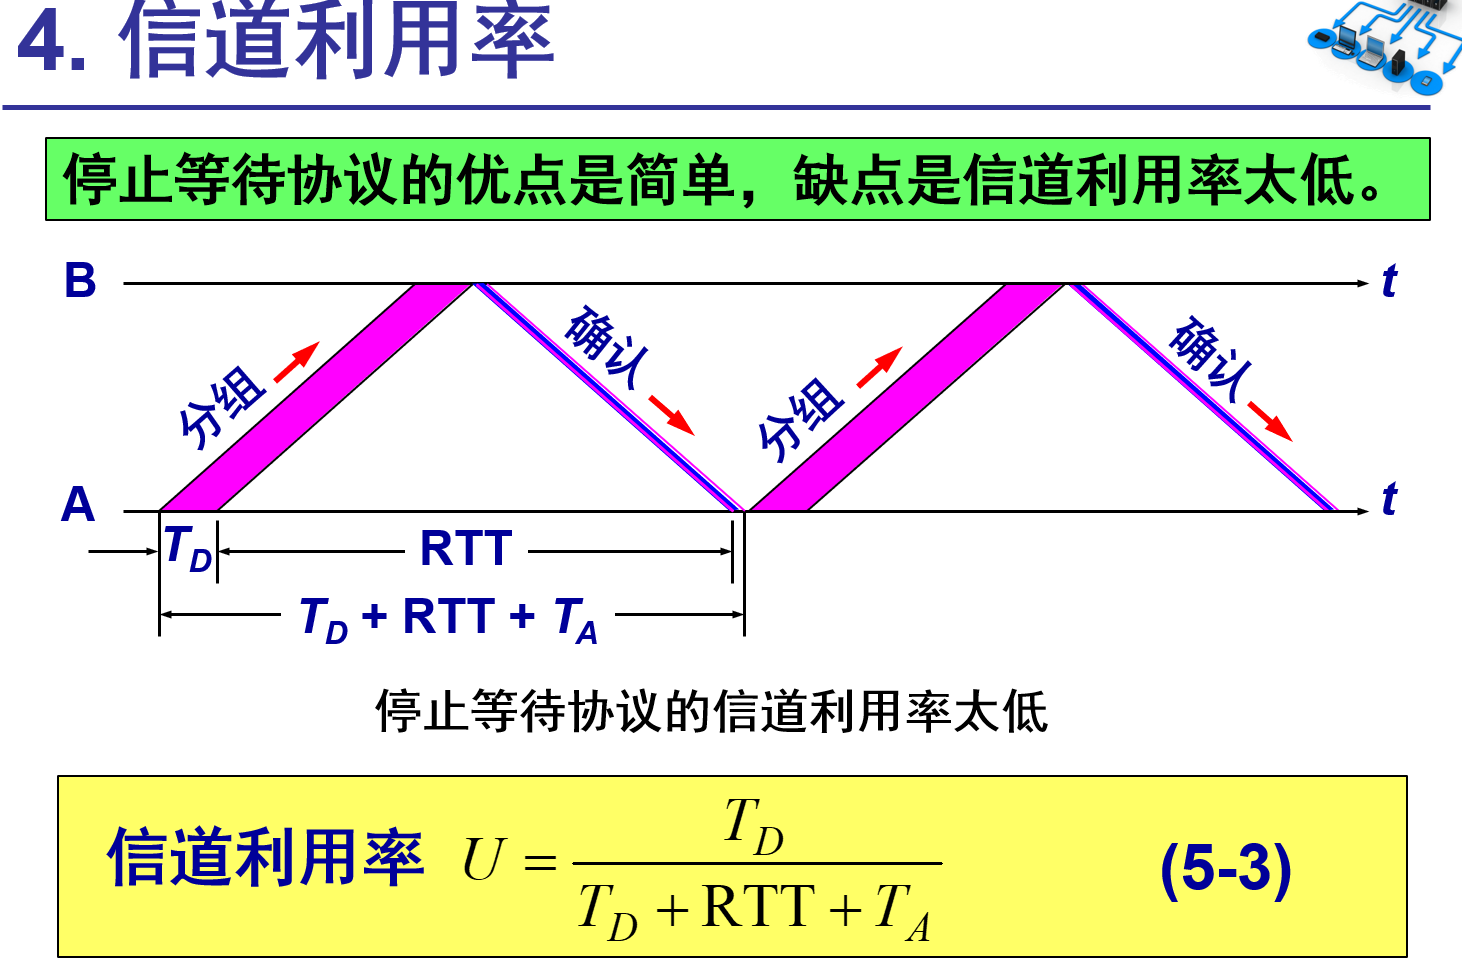 4. 信道利用率
停止等待协议的优点是简单，缺点是信道利用率太低。
B
t
分组
确认
分组
确认
A
t
T_D
RTT
T_D + RTT + T_A
停止等待协议的信道利用率太低
信道利用率 U = T_D / (T_D + RTT + T_A) (5-3)